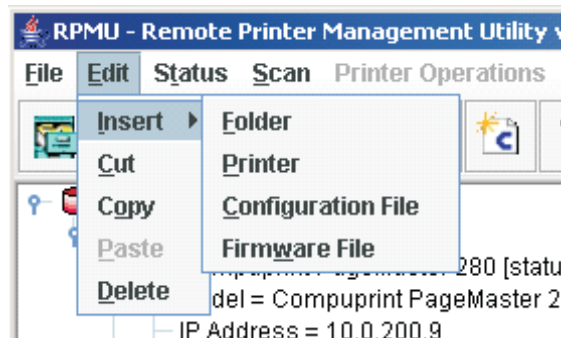 RPMU - Remote Printer Management Utility
File Edit Status Scan Printer Operations
Insert
Cut
Copy
Paste
Delete
Folder
Printer
Configuration File
Firmware File
280 [statu
del = Compuprint PageMaster 2
IP Address = 10.0.200.9